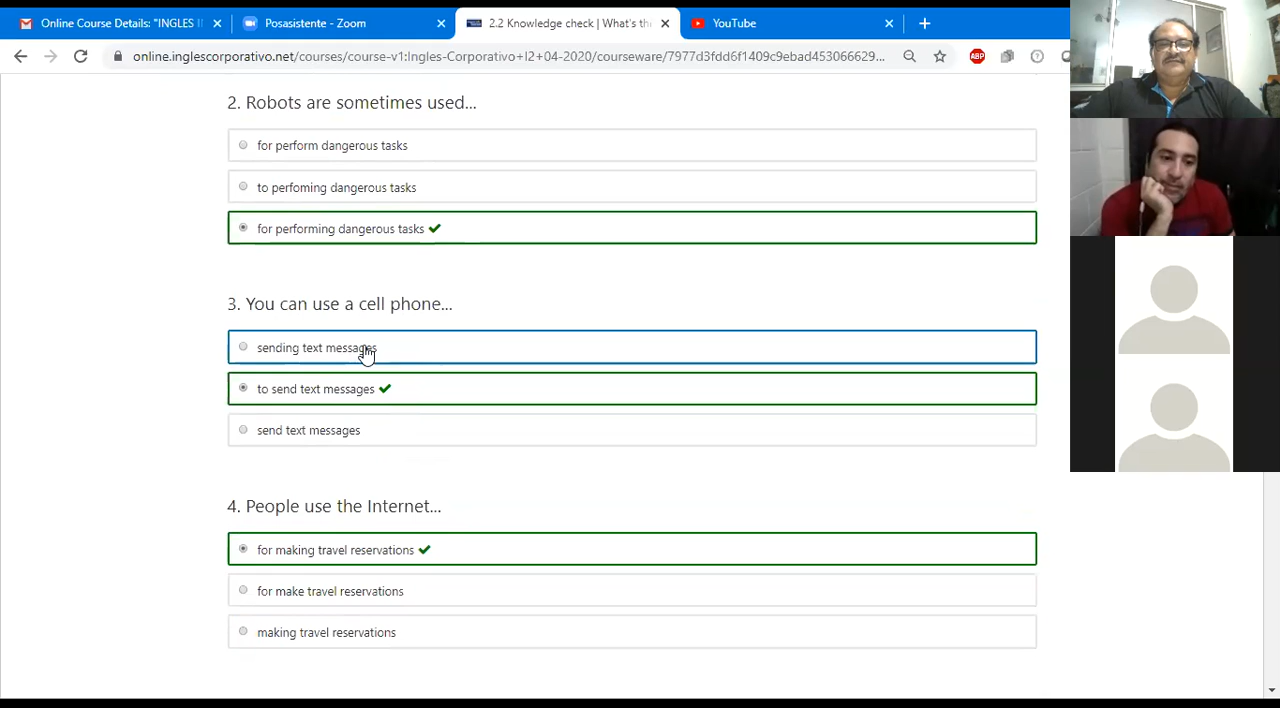 Online Course Details: "INGLES I
Posasistente - Zoom
2.2 Knowledge check | What's the
YouTube
online.inglescorporativo.net/courses/course-v1:Ingles-Corporativo+I2+04-2020/courseware/7977d3fdd6f1409c9ebad453066629...
ABP
2. Robots are sometimes used...
for perform dangerous tasks
to perfoming dangerous tasks
for performing dangerous tasks
3. You can use a cell phone...
sending text messages
to send text messages
send text messages
4. People use the Internet...
for making travel reservations
for make travel reservations
making travel reservations